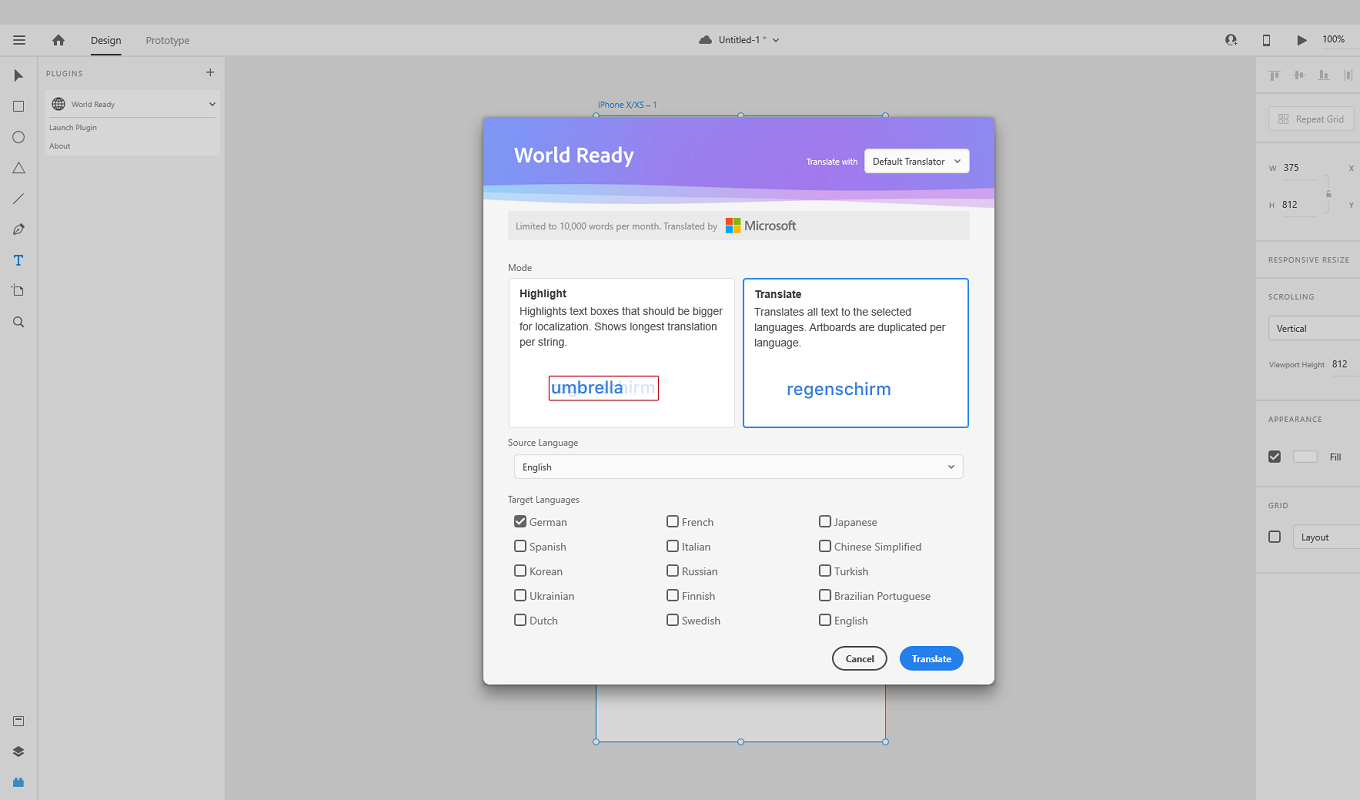 Design
Prototype
Untitled-1 *
100%
PLUGINS
World Ready
Launch Plugin
About
iPhone X/XS – 1
World Ready
Translate with
Default Translator
Limited to 10,000 words per month. Translated by
Microsoft
Mode
Highlight
Highlights text boxes that should be bigger
for localization. Shows longest translation
per string.
umbrella
Translate
Translates all text to the selected
languages. Artboards are duplicated per
language.
regenschirm
Source Language
English
Target Languages
German
French
Japanese
Spanish
Italian
Chinese Simplified
Korean
Russian
Turkish
Ukrainian
Finnish
Brazilian Portuguese
Dutch
Swedish
English
Cancel
Translate
Repeat Grid
W 375
X
H 812
Y
RESPONSIVE RESIZE
SCROLLING
Vertical
Viewport Height 812
APPEARANCE
Fill
GRID
Layout